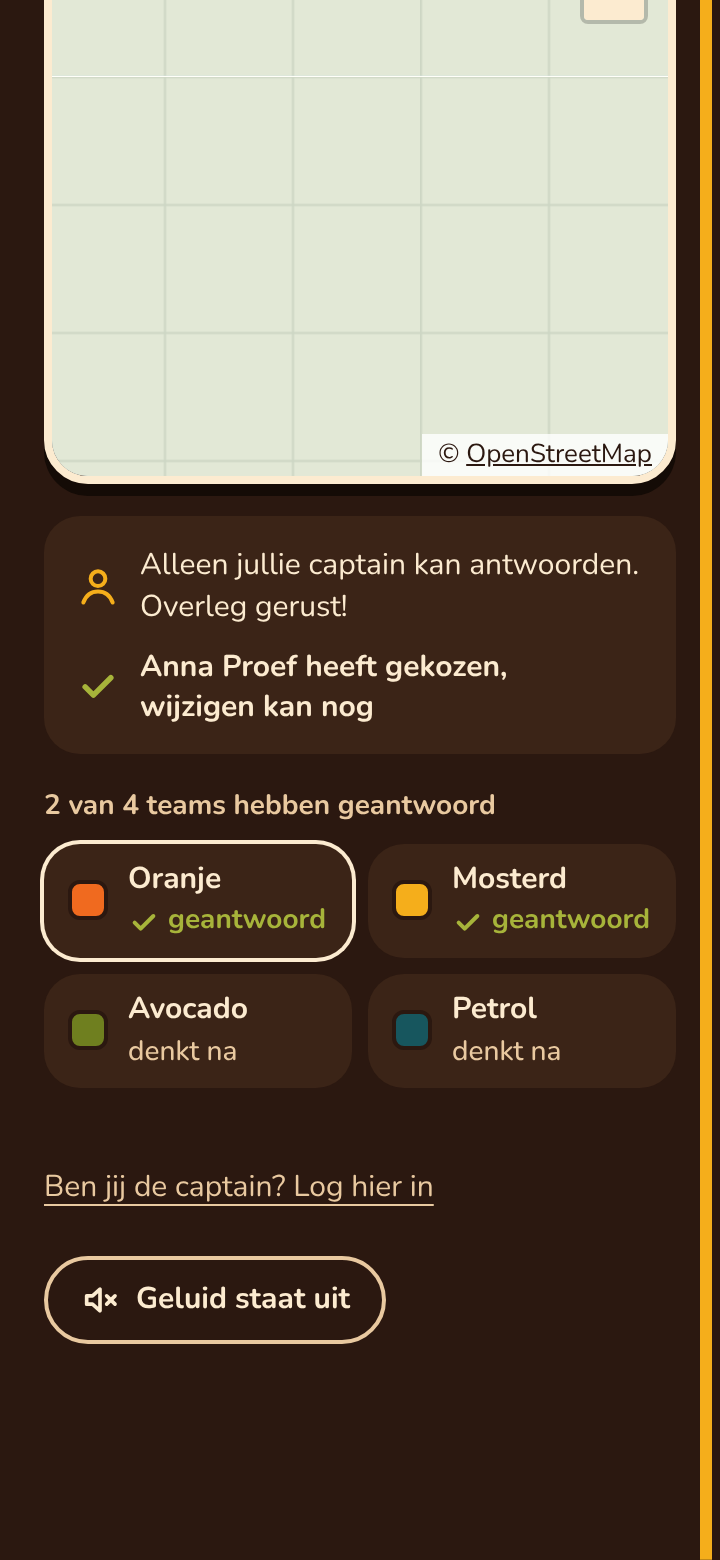 © OpenStreetMap
Alleen jullie captain kan antwoorden.
Overleg gerust!
Anna Proef heeft gekozen,
wijzigen kan nog
2 van 4 teams hebben geantwoord
Oranje
geantwoord
Mosterd
geantwoord
Avocado
denkt na
Petrol
denkt na
Ben jij de captain? Log hier in
Geluid staat uit